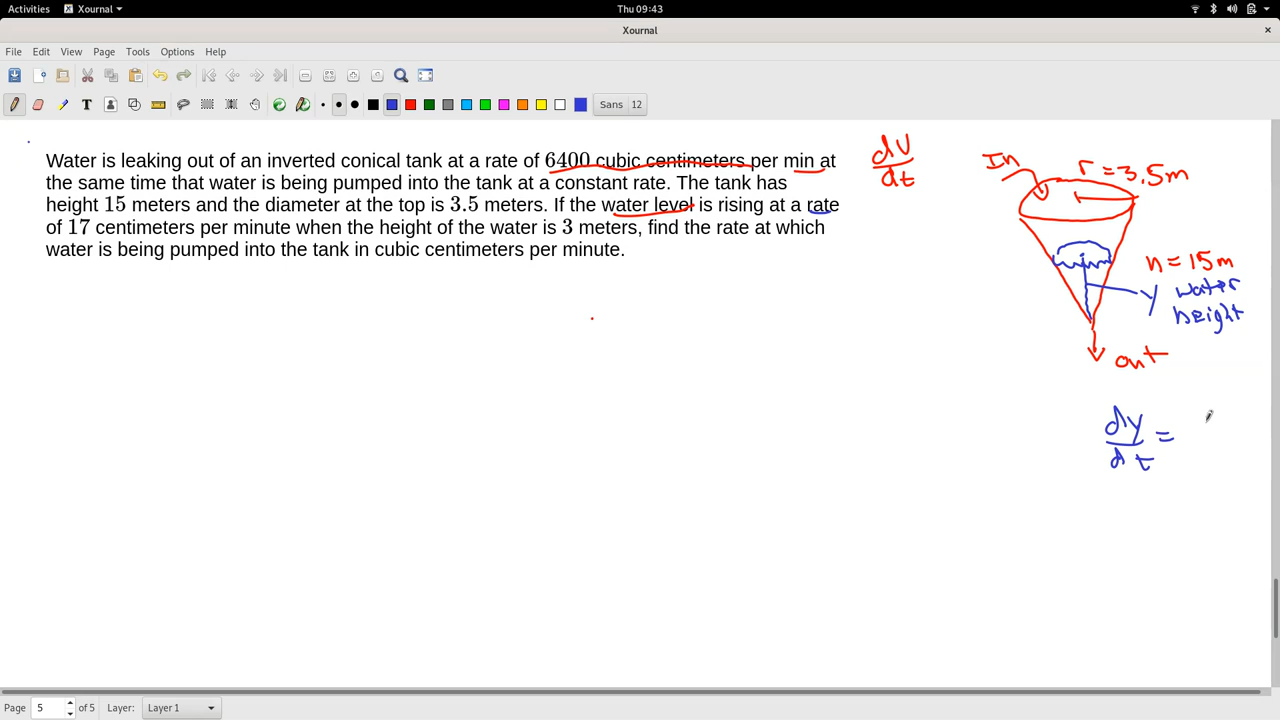 Activities
Xournal
Thu 09:43
Xournal
File Edit View Page Tools Options Help
T
Sans 12
Water is leaking out of an inverted conical tank at a rate of 6400 cubic centimeters per min at
the same time that water is being pumped into the tank at a constant rate. The tank has
height 15 meters and the diameter at the top is 3.5 meters. If the water level is rising at a rate
of 17 centimeters per minute when the height of the water is 3 meters, find the rate at which
water is being pumped into the tank in cubic centimeters per minute.
dV
dt
In
r = 3.5m
h = 15m
y water
height
out
dy
dt
=
Page 5 of 5 Layer: Layer 1